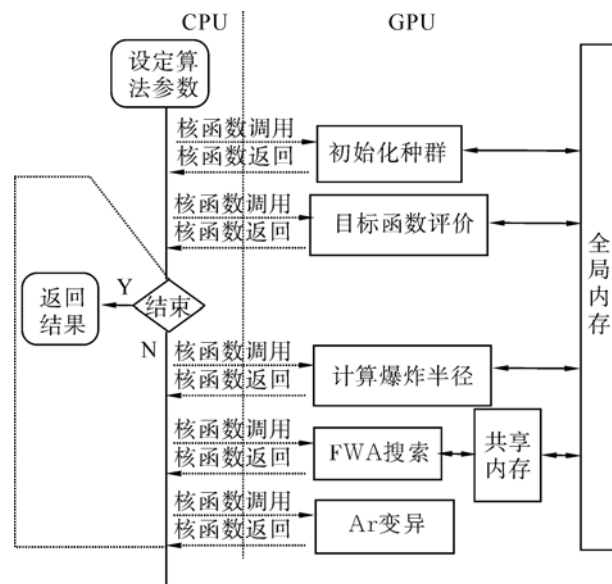 CPU
GPU
设定算
法参数
核函数调用
核函数返回
初始化种群
核函数调用
核函数返回
目标函数评价
全局内存
Y
返回
结果
结束
N
核函数调用
核函数返回
计算爆炸半径
核函数调用
核函数返回
FWA搜索
共享
内存
核函数调用
核函数返回
Ar变异